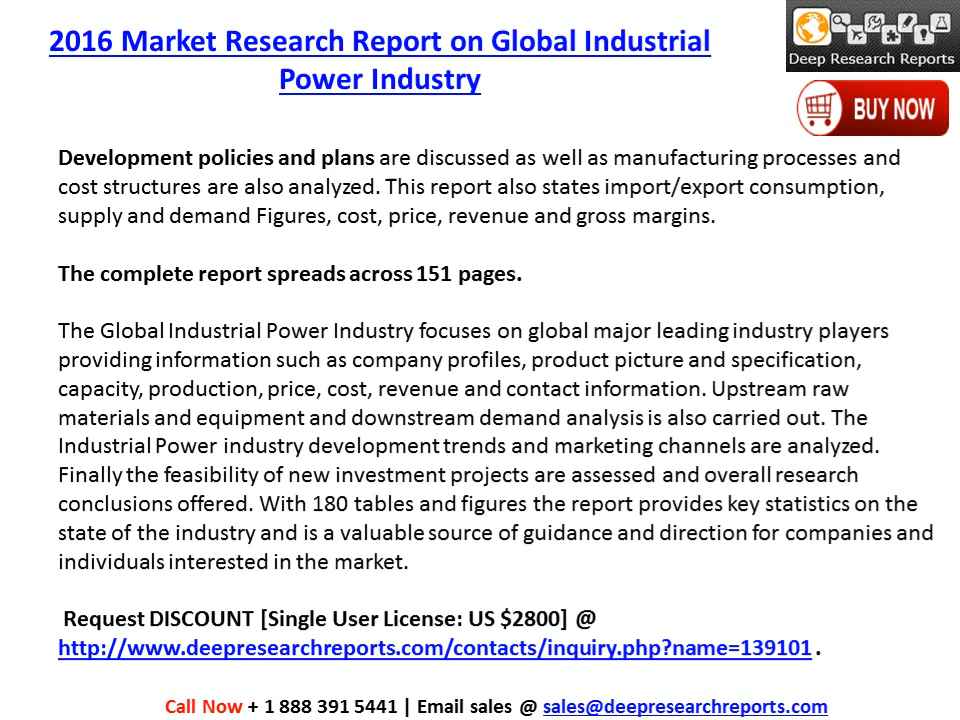 2016 Market Research Report on Global Industrial
Power Industry
Deep Research Reports
BUY NOW
Development policies and plans are discussed as well as manufacturing processes and
cost structures are also analyzed. This report also states import/export consumption,
supply and demand Figures, cost, price, revenue and gross margins.
The complete report spreads across 151 pages.
The Global Industrial Power Industry focuses on global major leading industry players
providing information such as company profiles, product picture and specification,
capacity, production, price, cost, revenue and contact information. Upstream raw
materials and equipment and downstream demand analysis is also carried out. The
Industrial Power industry development trends and marketing channels are analyzed.
Finally the feasibility of new investment projects are assessed and overall research
conclusions offered. With 180 tables and figures the report provides key statistics on the
state of the industry and is a valuable source of guidance and direction for companies and
individuals interested in the market.
Request DISCOUNT [Single User License: US $2800] @
http://www.deepresearchreports.com/contacts/inquiry.php?name=139101 .
Call Now + 1 888 391 5441 | Email sales @ sales@deepresearchreports.com